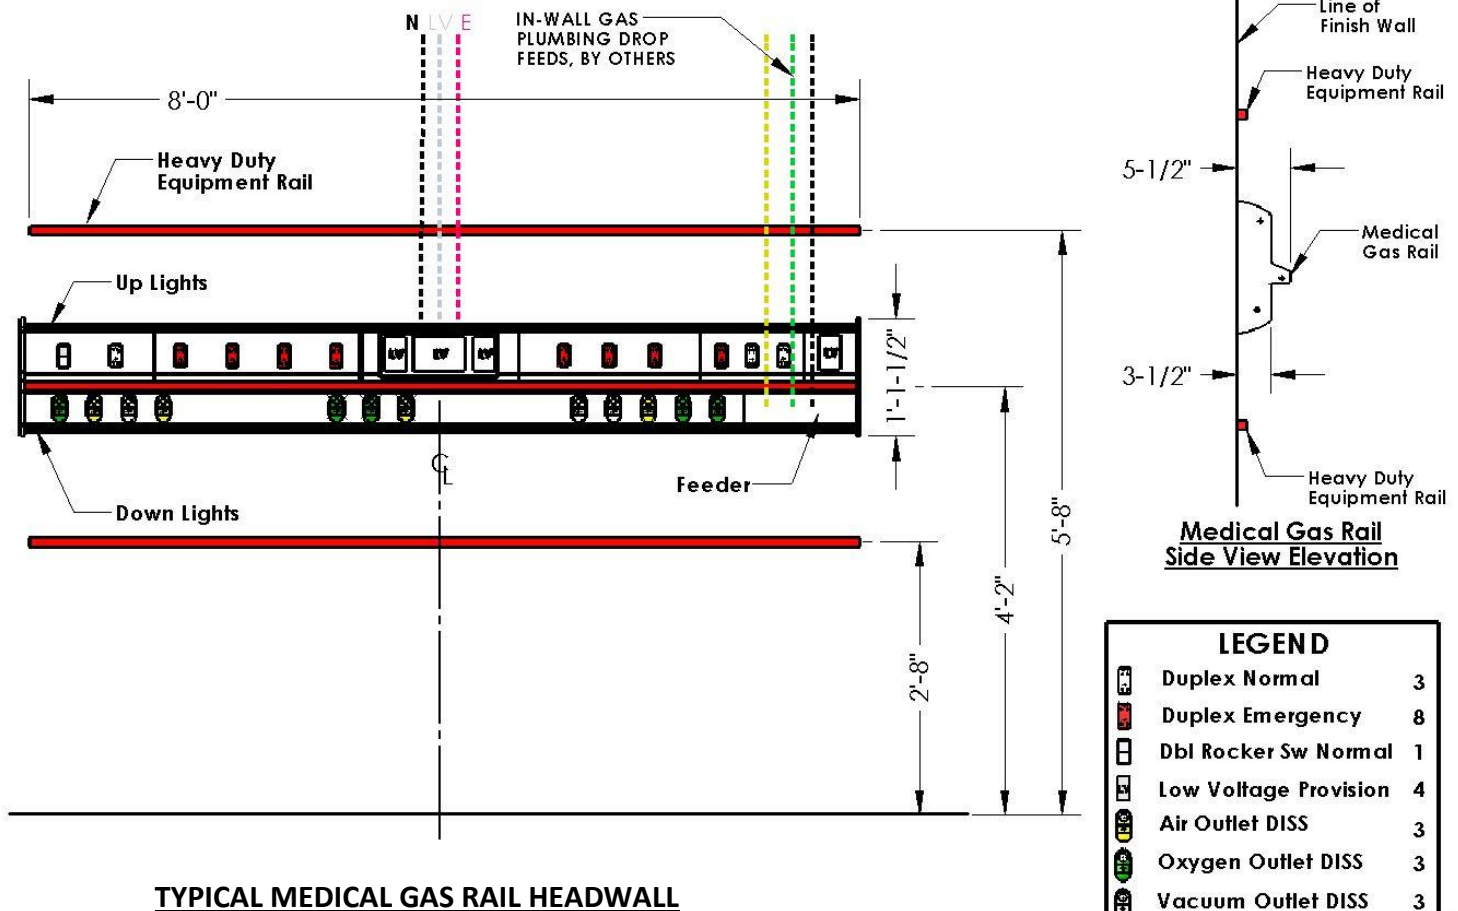 N LV E
IN-WALL GAS
PLUMBING DROP
FEEDS, BY OTHERS
8'-0"
Heavy Duty
Equipment Rail
Up Lights
LV LV LV LV
1'-1-1/2"
CL
Feeder
Down Lights
5'-8"
4'-2"
2'-8"
TYPICAL MEDICAL GAS RAIL HEADWALL
Line of
Finish Wall
Heavy Duty
Equipment Rail
5-1/2"
Medical
Gas Rail
3-1/2"
Heavy Duty
Equipment Rail
Medical Gas Rail
Side View Elevation
LEGEND
Duplex Normal 3
Duplex Emergency 8
Dbl Rocker Sw Normal 1
LV Low Voltage Provision 4
Air Outlet DISS 3
Oxygen Outlet DISS 3
Vacuum Outlet DISS 3